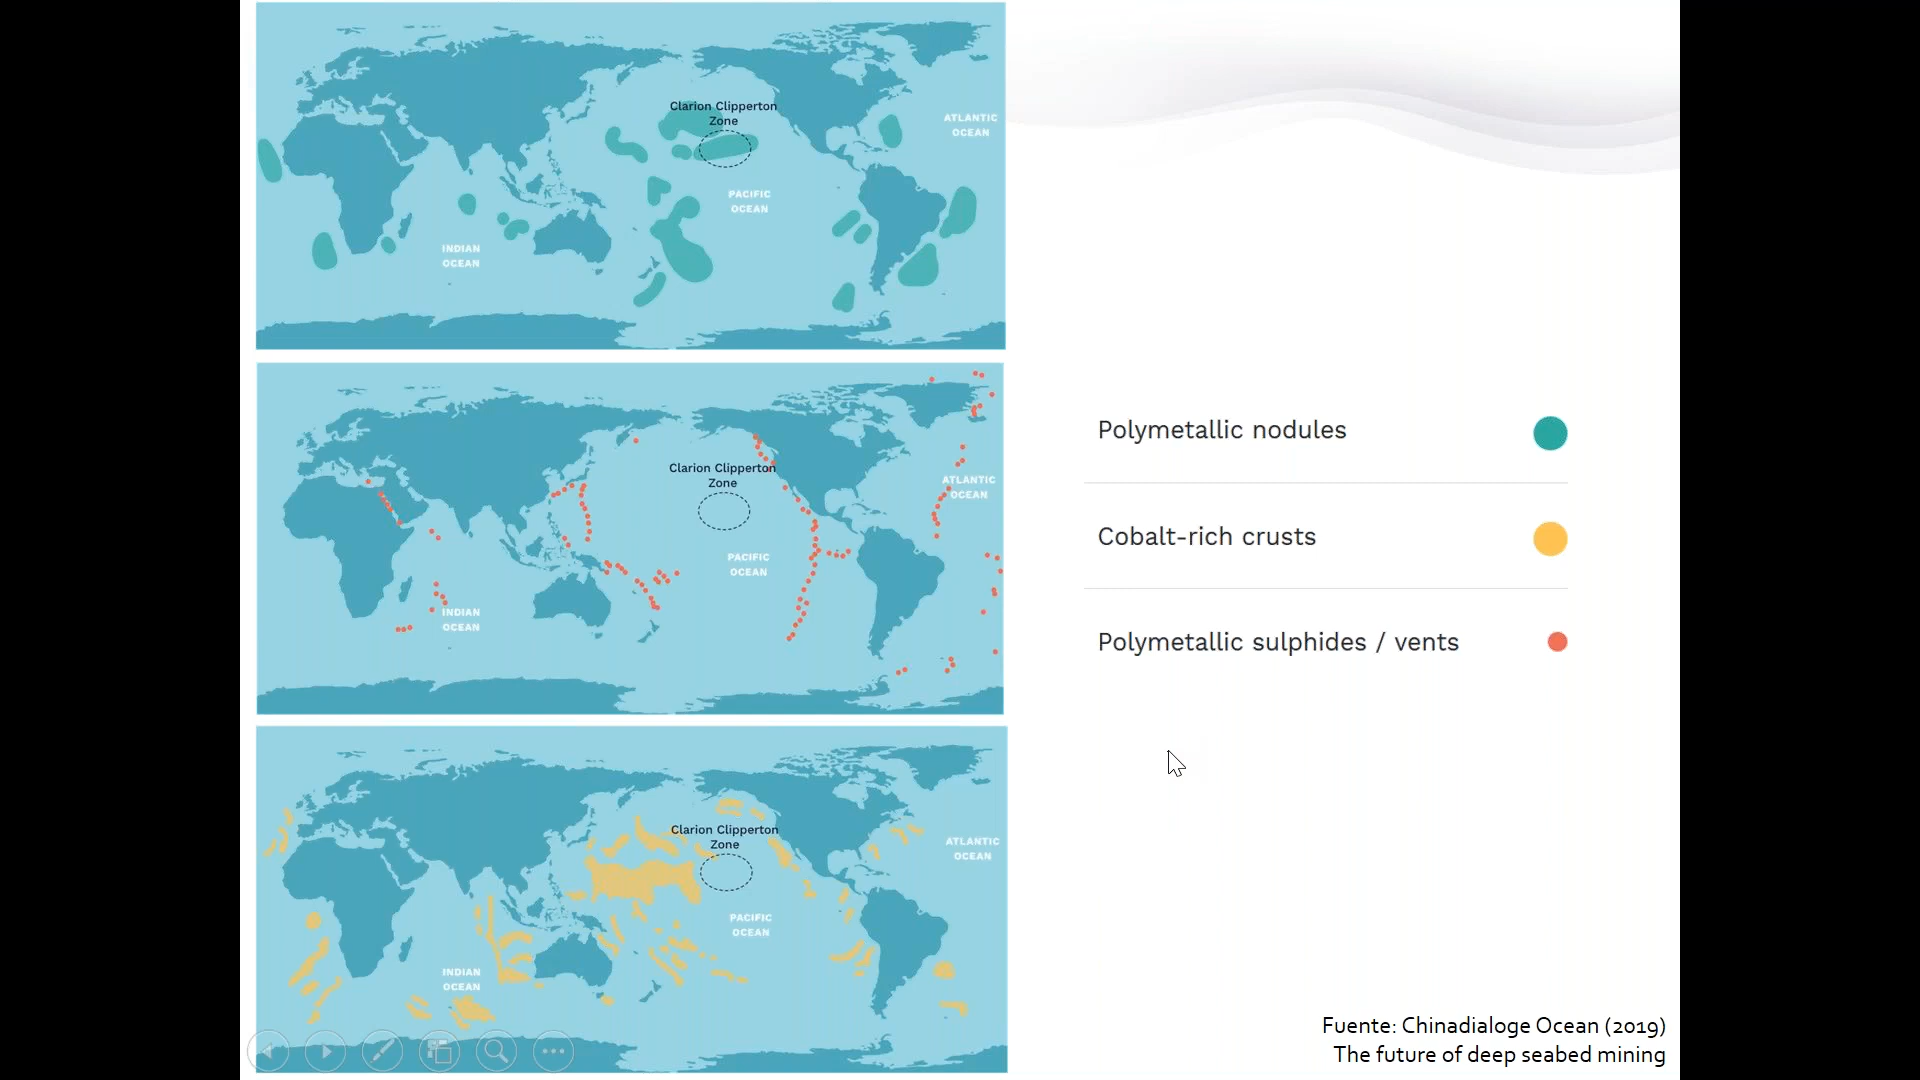 Clarion Clipperton
Zone
ATLANTIC
OCEAN
PACIFIC
OCEAN
INDIAN
OCEAN
Clarion Clipperton
Zone
ATLANTIC
OCEAN
PACIFIC
OCEAN
INDIAN
OCEAN
Clarion Clipperton
Zone
ATLANTIC
OCEAN
PACIFIC
OCEAN
INDIAN
OCEAN
Polymetallic nodules
Cobalt-rich crusts
Polymetallic sulphides / vents
Fuente: Chinadialoge Ocean (2019)
The future of deep seabed mining